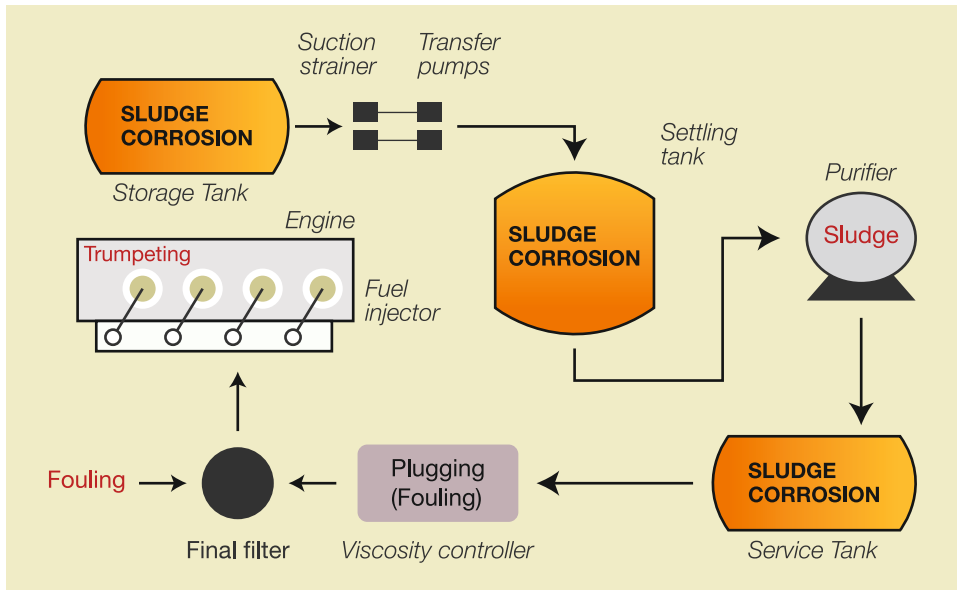 Suction
strainer
Transfer
pumps
SLUDGE
CORROSION
Storage Tank
Settling
tank
SLUDGE
CORROSION
Purifier
Sludge
Engine
Trumpeting
Fuel
injector
SLUDGE
CORROSION
Service Tank
Plugging
(Fouling)
Viscosity controller
Fouling
Final filter